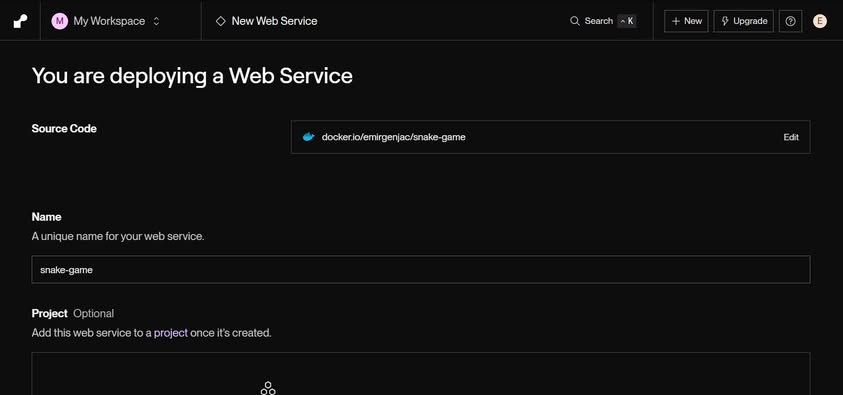 M My Workspace
New Web Service
Search ^ K
+ New
Upgrade
?
E
You are deploying a Web Service
Source Code
docker.io/emirgenjac/snake-game
Edit
Name
A unique name for your web service.
snake-game
Project Optional
Add this web service to a project once it's created.